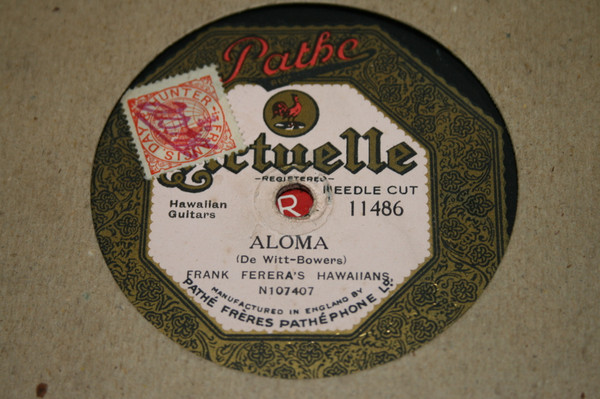 Pathe
Actuelle
REGISTERED
NEEDLE CUT
Hawaiian
Guitars
11486
R
ALOMA
(De Witt-Bowers)
FRANK FERERA'S HAWAIIANS
N107407
MANUFACTURED IN ENGLAND BY
PATHÉ FRÈRES PATHÉPHONE LD.
UNTER